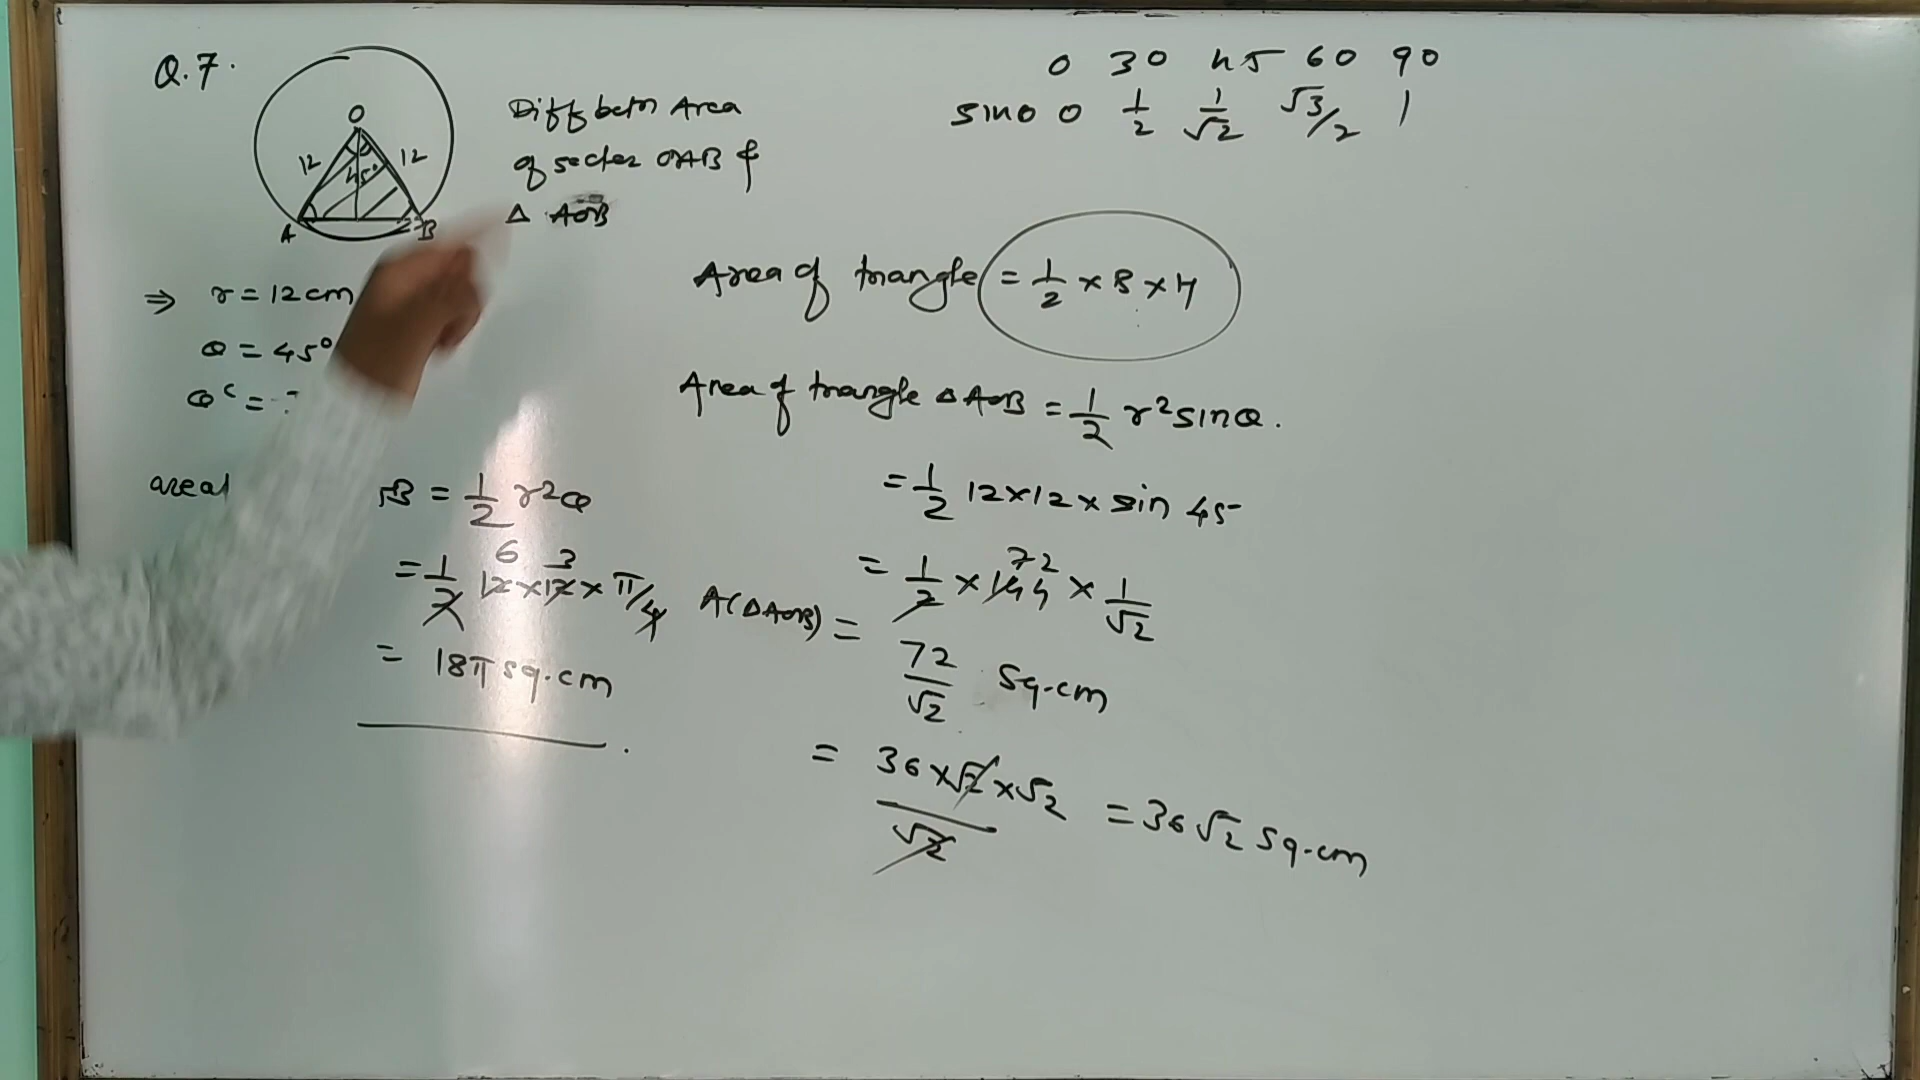 Q.7.
O
12 12
45°
A B
Diff betn Area
of sector OAB &
Δ AOB
0 30 45 60 90
sinθ 0 1/2 1/√2 √3/2 1
⇒ r = 12cm
θ = 45°
θᶜ =
Area of triangle = 1/2 × B × H
Area of triangle Δ AOB = 1/2 r² sinθ.
= 1/2 12×12× sin 45
= 1/2 × 144 × 1/√2
72
A(ΔAOB) = 72/√2 Sq.cm
= 36×√2×√2/√2 = 36√2 Sq.cm
area B = 1/2 r²θ
6 3
= 1/2 12×12× π/4
= 18π sq.cm